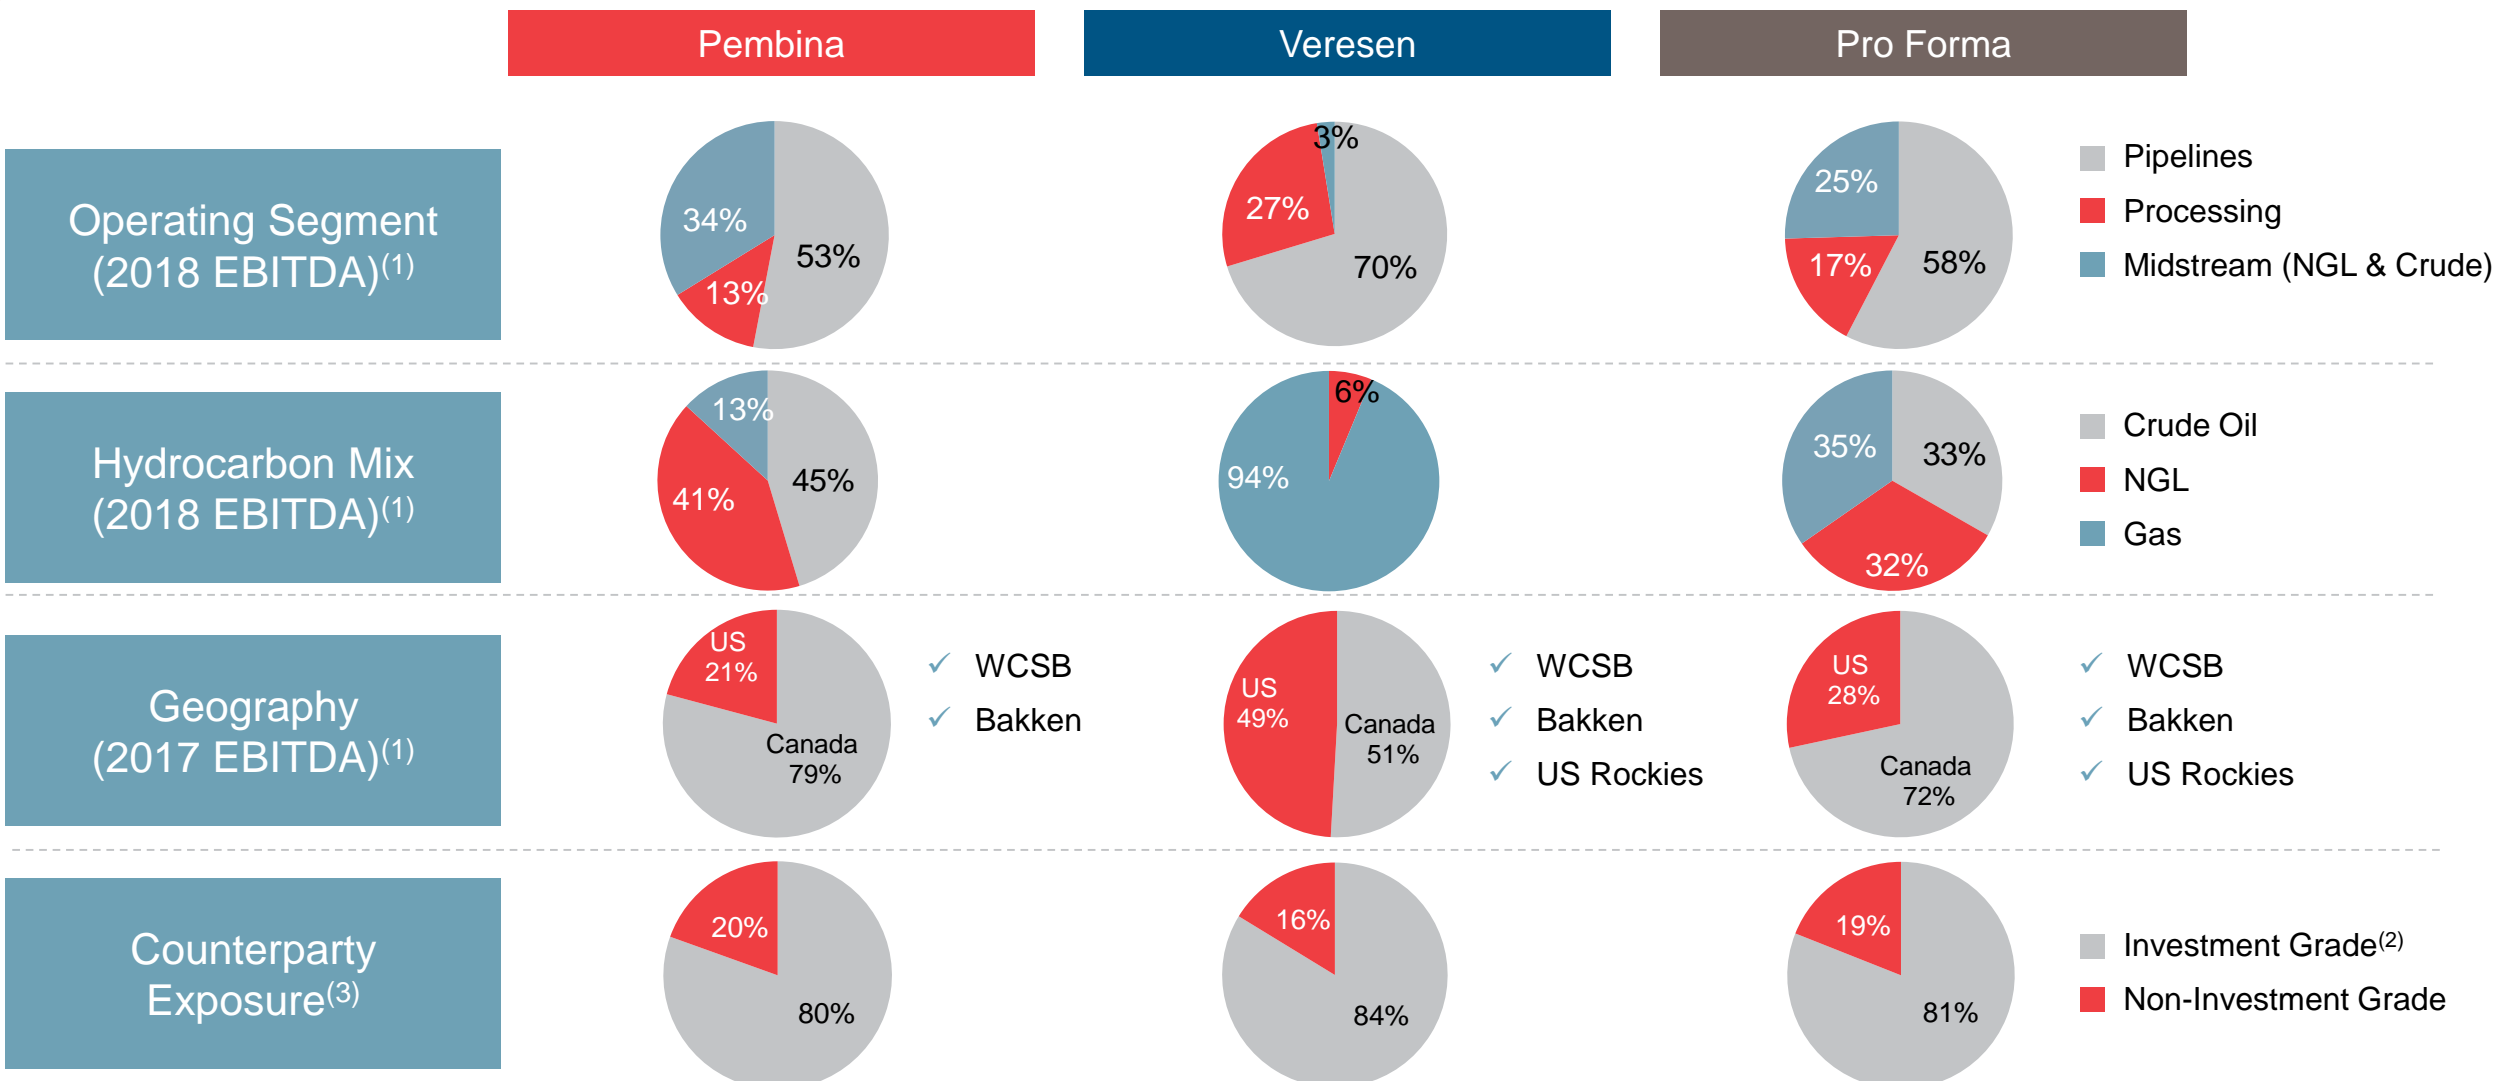 Pembina
Veresen
Pro Forma
Operating Segment
(2018 EBITDA)(1)
34%
53%
13%
3%
27%
70%
25%
17%
58%
Pipelines
Processing
Midstream (NGL & Crude)
Hydrocarbon Mix
(2018 EBITDA)(1)
13%
45%
41%
6%
94%
35%
33%
32%
Crude Oil
NGL
Gas
Geography
(2017 EBITDA)(1)
US
21%
Canada
79%
✓ WCSB
✓ Bakken
US
49%
Canada
51%
✓ WCSB
✓ Bakken
✓ US Rockies
US
28%
Canada
72%
✓ WCSB
✓ Bakken
✓ US Rockies
Counterparty
Exposure(3)
20%
80%
16%
84%
19%
81%
Investment Grade(2)
Non-Investment Grade